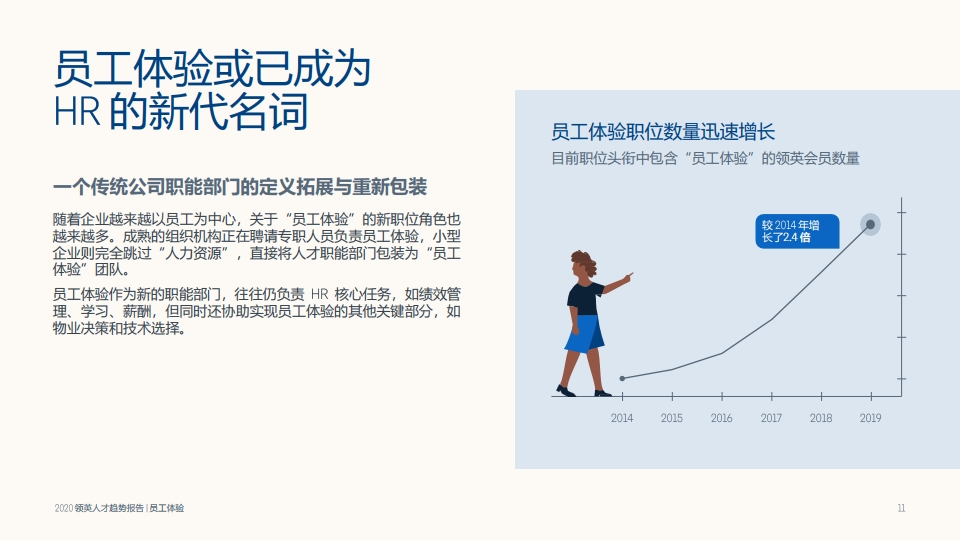 员工体验或已成为
HR 的新代名词
一个传统公司职能部门的定义拓展与重新包装
随着企业越来越以员工为中心，关于“员工体验”的新职位角色也
越来越多。成熟的组织机构正在聘请专职人员负责员工体验，小型
企业则完全跳过“人力资源”，直接将人才职能部门包装为“员工
体验”团队。
员工体验作为新的职能部门，往往仍负责 HR 核心任务，如绩效管
理、学习、薪酬，但同时还协助实现员工体验的其他关键部分，如
物业决策和技术选择。
员工体验职位数量迅速增长
目前职位头衔中包含“员工体验”的领英会员数量
较 2014 年增
长了2.4 倍
2014 2015 2016 2017 2018 2019
2020 领英人才趋势报告 | 员工体验
11